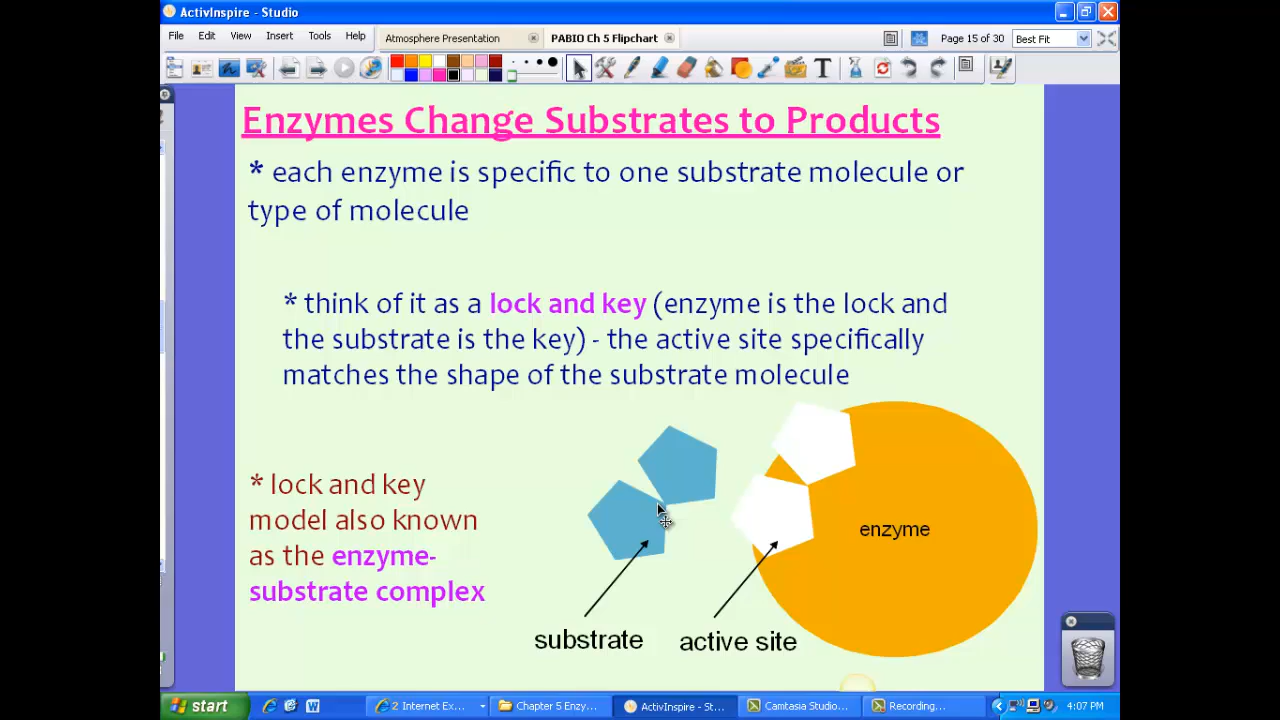 ActivInspire - Studio
File Edit View Insert Tools Help
Atmosphere Presentation
PABIO Ch 5 Flipchart
Page 15 of 30
Best Fit
Enzymes Change Substrates to Products
* each enzyme is specific to one substrate molecule or
type of molecule
* think of it as a lock and key (enzyme is the lock and
the substrate is the key) - the active site specifically
matches the shape of the substrate molecule
* lock and key
model also known
as the enzyme-
substrate complex
enzyme
substrate
active site
start
2 Internet Ex...
Chapter 5 Enzy...
ActivInspire - St...
Camtasia Studio...
Recording...
4:07 PM